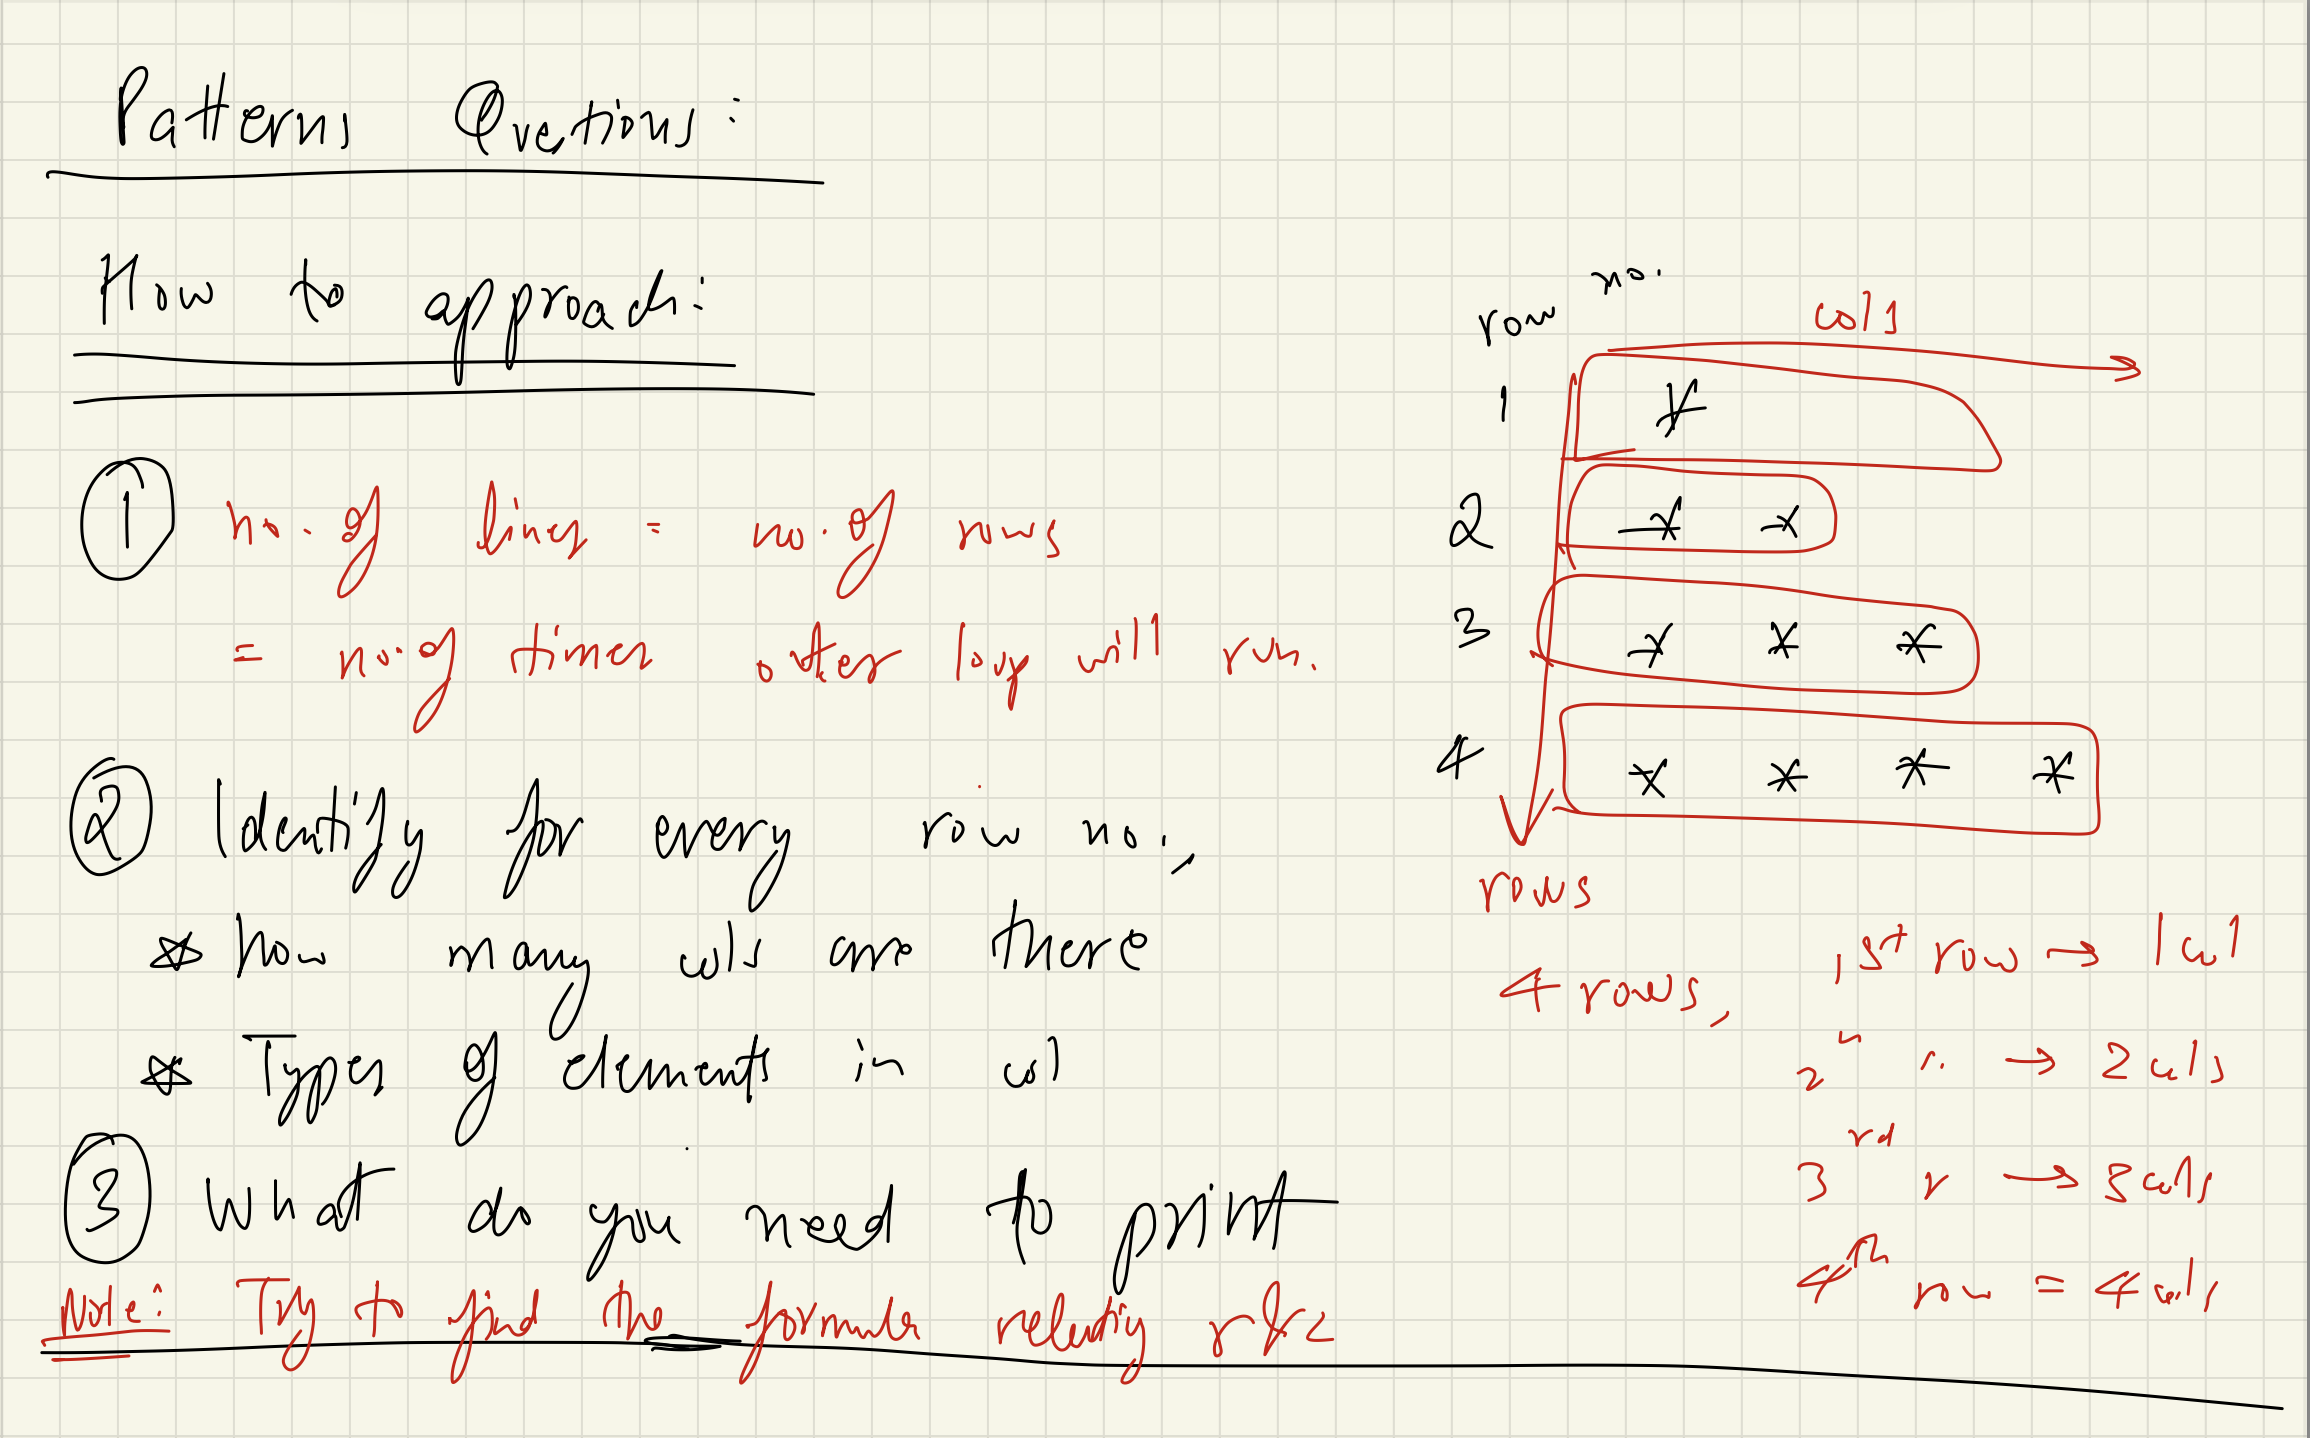 Patterns Quetions:
How to approach:
① no. of lines = no. of rows
= no. of times outer loop will run.
② Identify for every row no.,
* how many cols are there
* Types of elements in col
③ What do you need to print
Note: Try to find the formula relating r & c
row no.
cols
1 *
2 * *
3 * * *
4 * * * *
rows
4 rows,
1st row → 1 col
2n " → 2 cols
3rd r → 3 cols
4th row = 4 cols